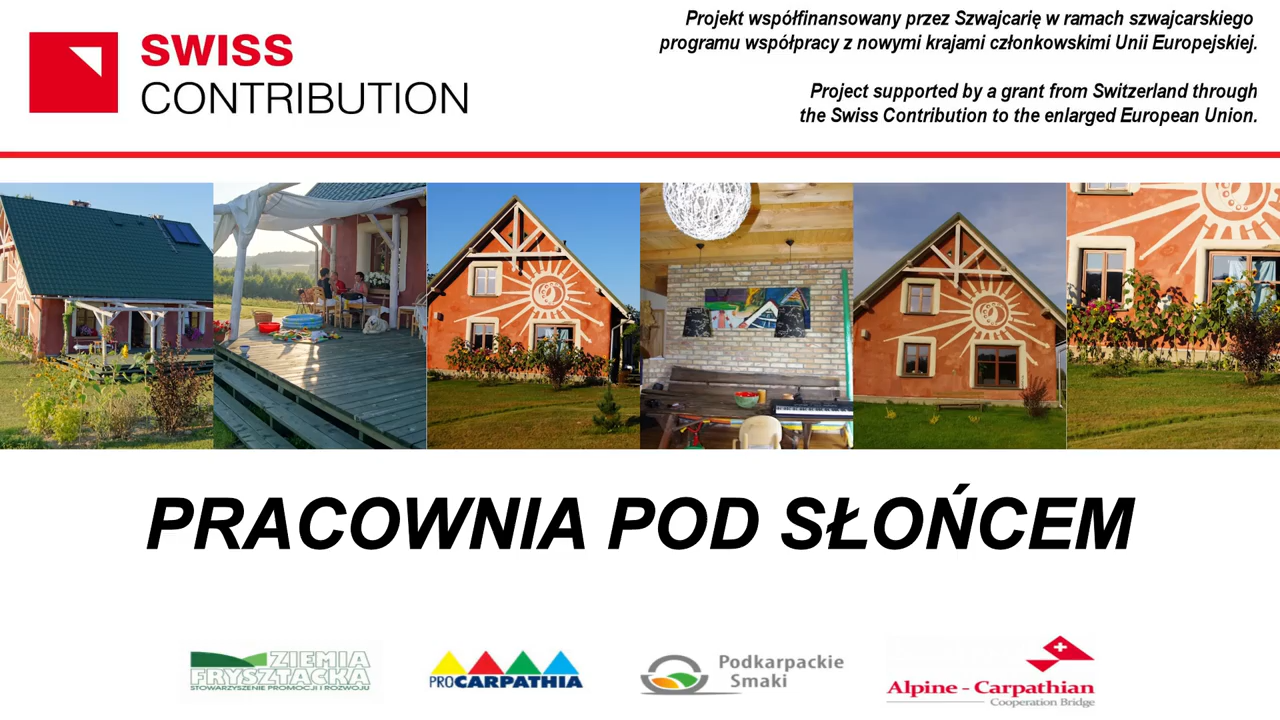 SWISS
CONTRIBUTION
Projekt współfinansowany przez Szwajcarię w ramach szwajcarskiego
programu współpracy z nowymi krajami członkowskimi Unii Europejskiej.
Project supported by a grant from Switzerland through
the Swiss Contribution to the enlarged European Union.
PRACOWNIA POD SŁOŃCEM
ZIEMIA
FRYSZTACKA
STOWARZYSZENIE PROMOCJI I ROZWOJU
PROCARPATHIA
Podkarpackie
Smaki
Alpine - Carpathian
Cooperation Bridge